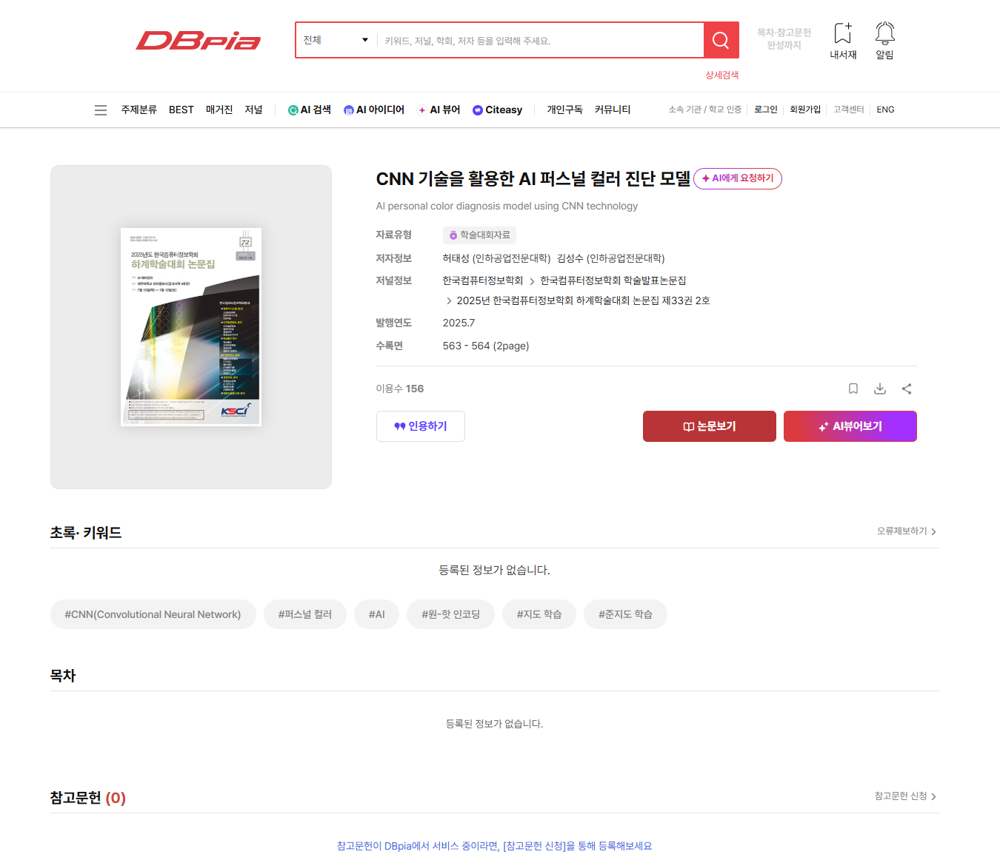 DBpia
전체
키워드, 저널, 학회, 저자 등을 입력해 주세요.
목차·참고문헌
완성까지
내서재
알림
상세검색
주제분류 BEST 매거진 저널 AI 검색 AI 아이디어 AI 뷰어 Citeasy 개인구독 커뮤니티 소속 기관 / 학교 인증 로그인 회원가입 고객센터 ENG
72
2025년도 한국컴퓨터정보학회
하계학술대회 논문집
KSCI
CNN 기술을 활용한 AI 퍼스널 컬러 진단 모델 AI에게 요청하기
AI personal color diagnosis model using CNN technology
자료유형 학술대회자료
저자정보 허태성 (인하공업전문대학) 김성수 (인하공업전문대학)
저널정보 한국컴퓨터정보학회 > 한국컴퓨터정보학회 학술발표논문집
> 2025년 한국컴퓨터정보학회 하계학술대회 논문집 제33권 2호
발행연도 2025.7
수록면 563 - 564 (2page)
이용수 156
인용하기 논문보기 AI뷰어보기
초록· 키워드
오류제보하기 >
등록된 정보가 없습니다.
#CNN(Convolutional Neural Network) #퍼스널 컬러 #AI #원-핫 인코딩 #지도 학습 #준지도 학습
목차
등록된 정보가 없습니다.
참고문헌 (0)
참고문헌 신청 >
참고문헌이 DBpia에서 서비스 중이라면, [참고문헌 신청]을 통해 등록해보세요